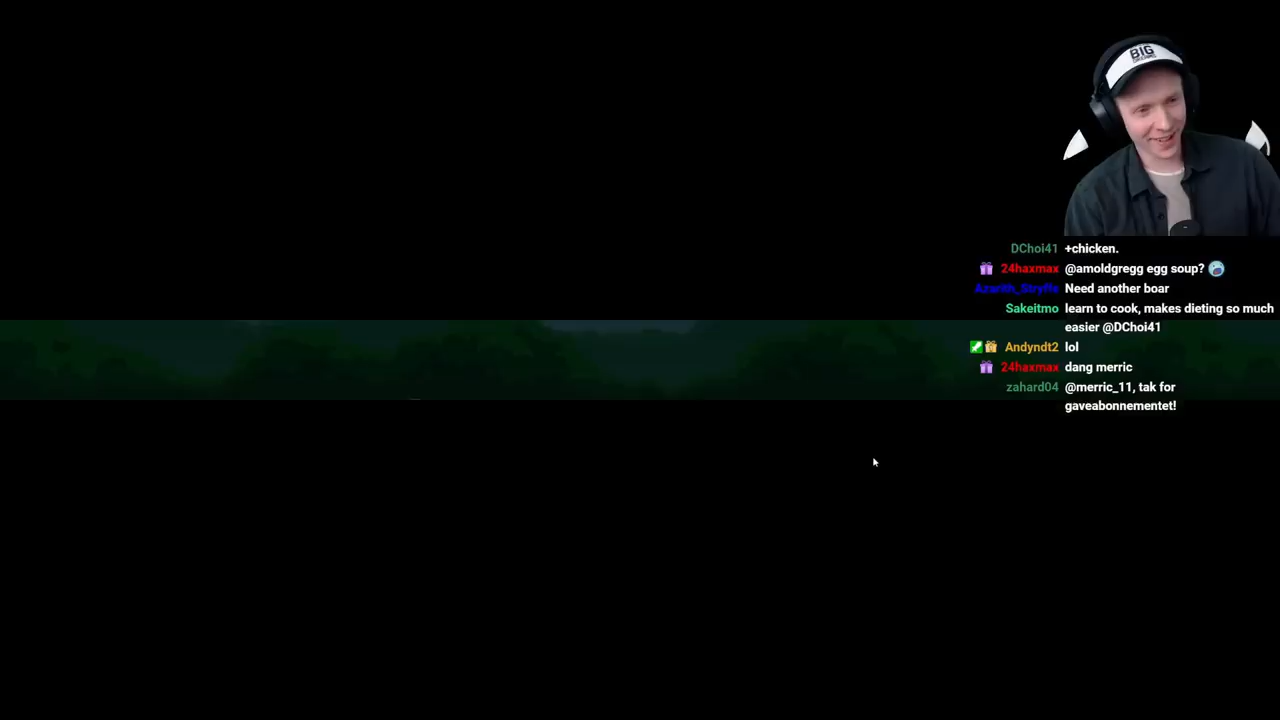 BIG
DChoi41 +chicken.
24haxmax @amoldgregg egg soup?
Azarith_Stryffe Need another boar
Sakeitmo learn to cook, makes dieting so much
easier @DChoi41
Andyndt2 lol
24haxmax dang merric
zahard04 @merric_11, tak for
gaveabonnementet!